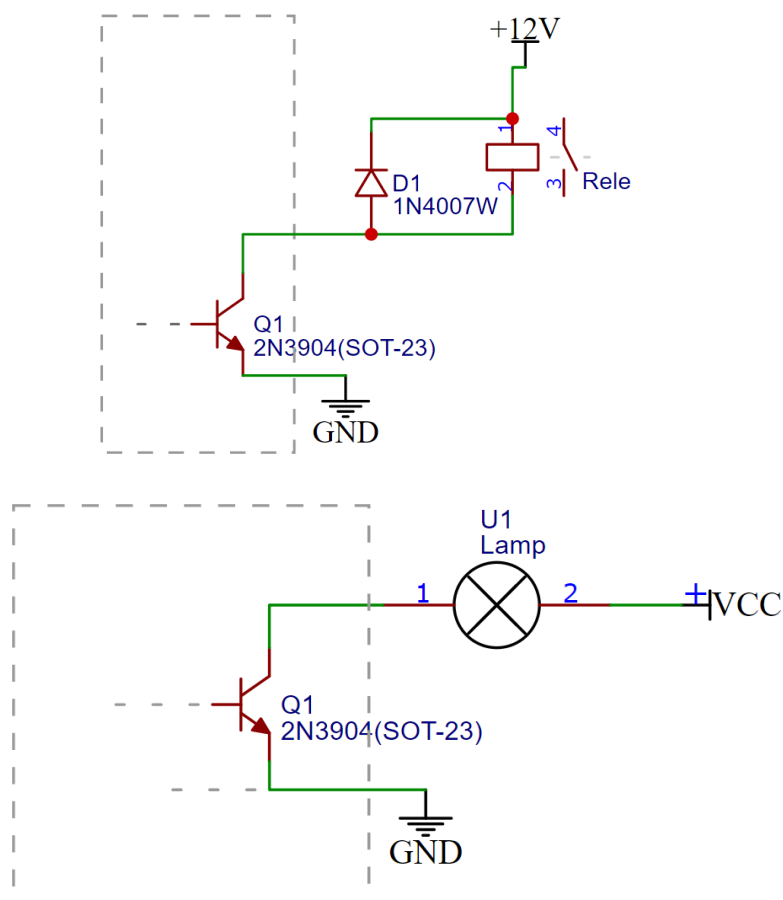 +12V
1
4
D1
1N4007W
2
3
Rele
Q1
2N3904(SOT-23)
GND
U1
Lamp
1
2
+
VCC
Q1
2N3904(SOT-23)
GND